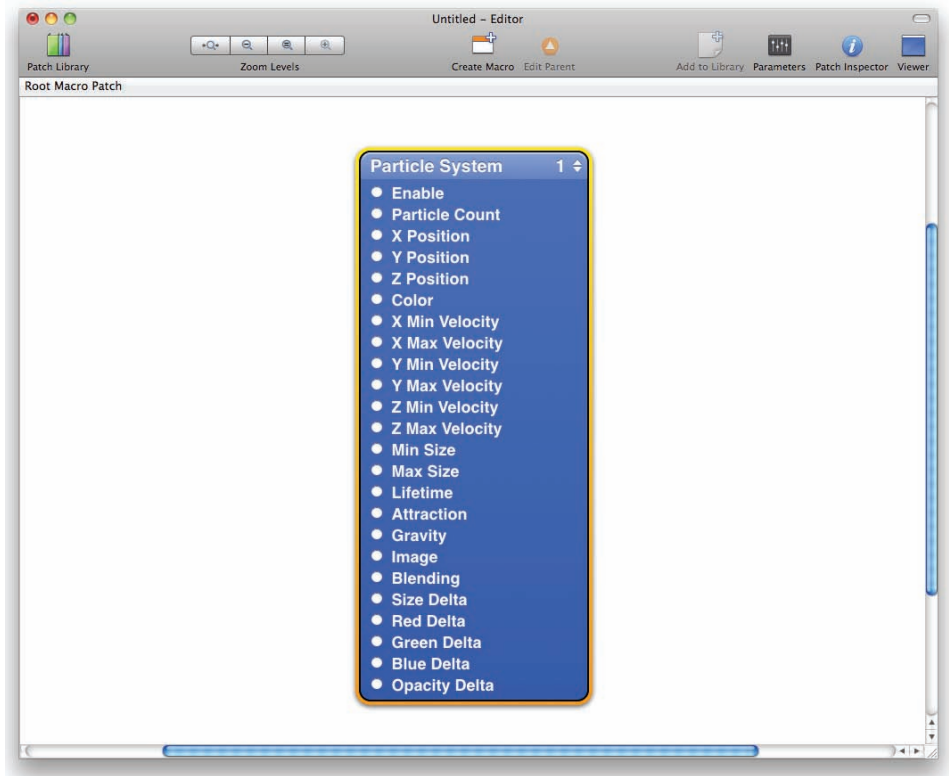 Untitled – Editor
Patch Library Zoom Levels Create Macro Edit Parent Add to Library Parameters Patch Inspector Viewer
Root Macro Patch
Particle System 1
Enable
Particle Count
X Position
Y Position
Z Position
Color
X Min Velocity
X Max Velocity
Y Min Velocity
Y Max Velocity
Z Min Velocity
Z Max Velocity
Min Size
Max Size
Lifetime
Attraction
Gravity
Image
Blending
Size Delta
Red Delta
Green Delta
Blue Delta
Opacity Delta